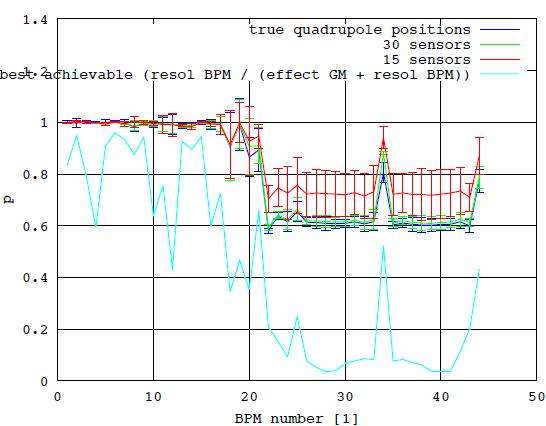 1.4
true quadrupole positions
30 sensors
15 sensors
achievable (resol BPM / (effect GM + resol BPM))
1.2
1
0.8
p
0.6
0.4
0.2
0
0 10 20 30 40 50
BPM number [1]